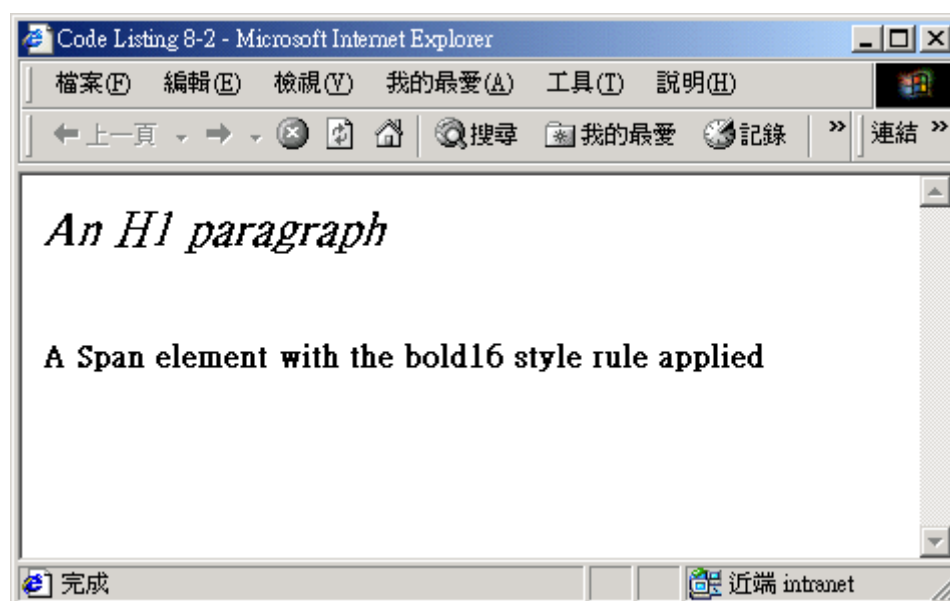 Code Listing 8-2 - Microsoft Internet Explorer
檔案(F) 編輯(E) 檢視(V) 我的最愛(A) 工具(T) 說明(H)
上一頁 搜尋 我的最愛 記錄 » 連結 »
An H1 paragraph
A Span element with the bold16 style rule applied
完成 近端 intranet